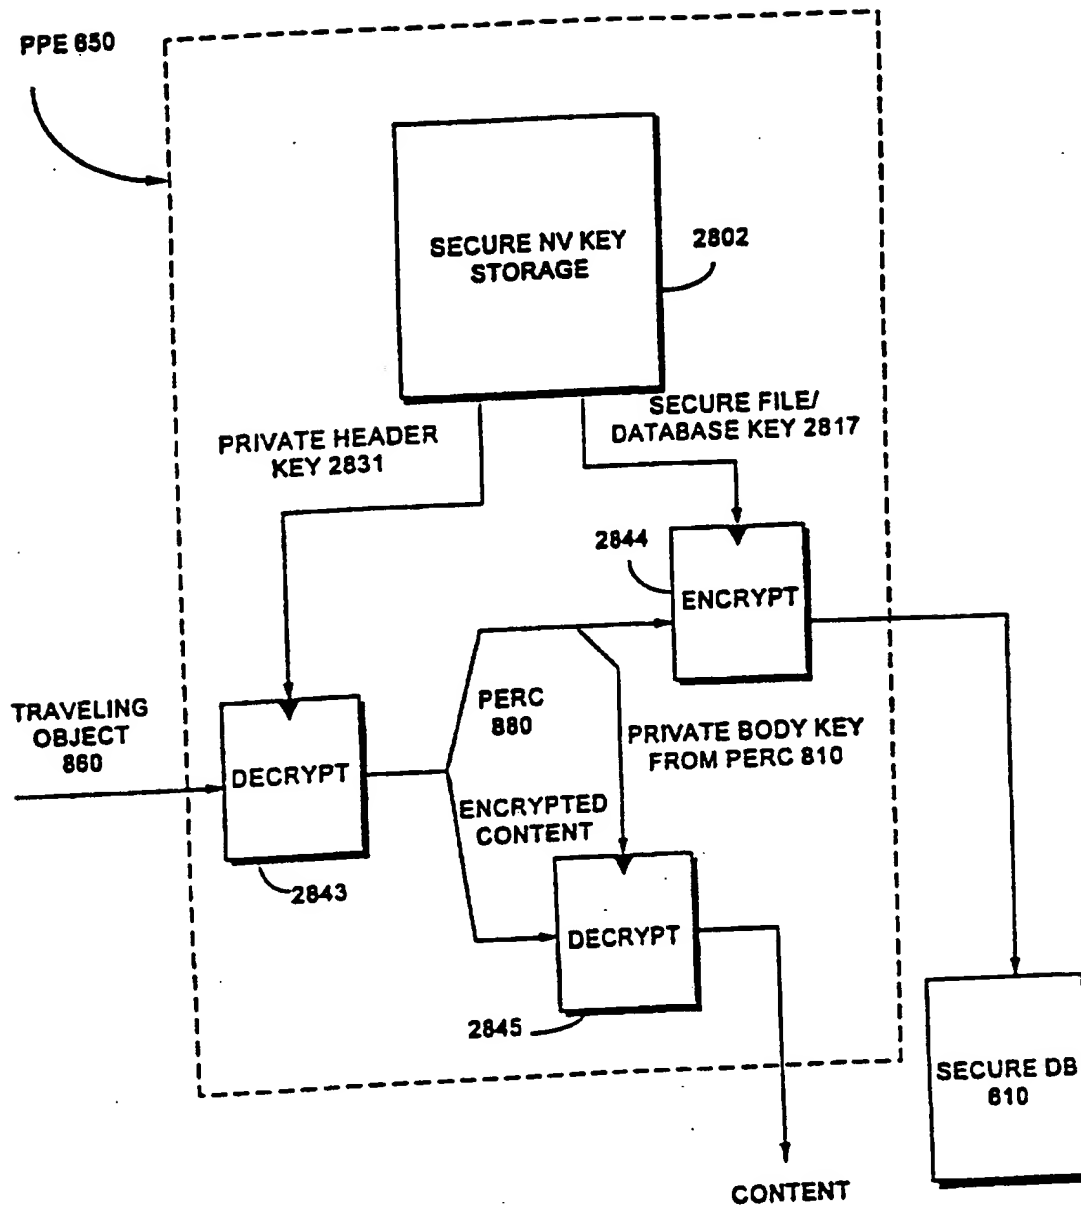 PPE 650
SECURE NV KEY
STORAGE
2802
PRIVATE HEADER
KEY 2831
SECURE FILE/
DATABASE KEY 2817
2844
ENCRYPT
TRAVELING
OBJECT
860
DECRYPT
2843
PERC
880
PRIVATE BODY KEY
FROM PERC 810
ENCRYPTED
CONTENT
DECRYPT
2845
SECURE DB
610
CONTENT